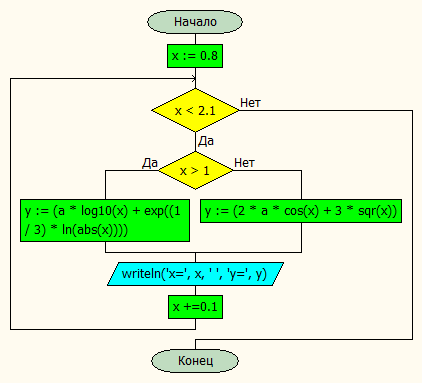 Начало
x := 0.8
x < 2.1
Нет
Да
x > 1
Да
Нет
y := (a * log10(x) + exp((1
/ 3) * ln(abs(x))))
y := (2 * a * cos(x) + 3 * sqr(x))
writeln('x=', x, ' ', 'y=', y)
x +=0.1
Конец